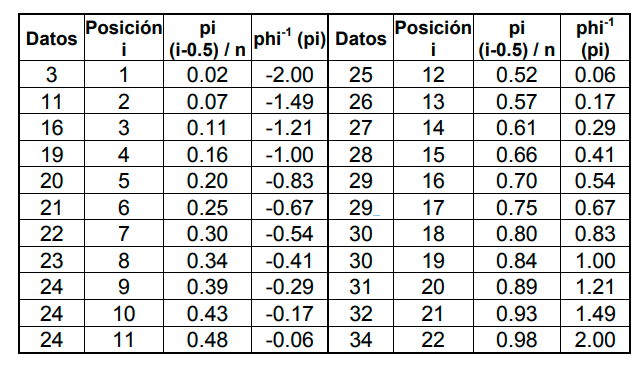 Datos Posición i pi (i-0.5) / n phi⁻¹ (pi) Datos Posición i pi (i-0.5) / n phi⁻¹ (pi)
3 1 0.02 -2.00 25 12 0.52 0.06
11 2 0.07 -1.49 26 13 0.57 0.17
16 3 0.11 -1.21 27 14 0.61 0.29
19 4 0.16 -1.00 28 15 0.66 0.41
20 5 0.20 -0.83 29 16 0.70 0.54
21 6 0.25 -0.67 29 17 0.75 0.67
22 7 0.30 -0.54 30 18 0.80 0.83
23 8 0.34 -0.41 30 19 0.84 1.00
24 9 0.39 -0.29 31 20 0.89 1.21
24 10 0.43 -0.17 32 21 0.93 1.49
24 11 0.48 -0.06 34 22 0.98 2.00